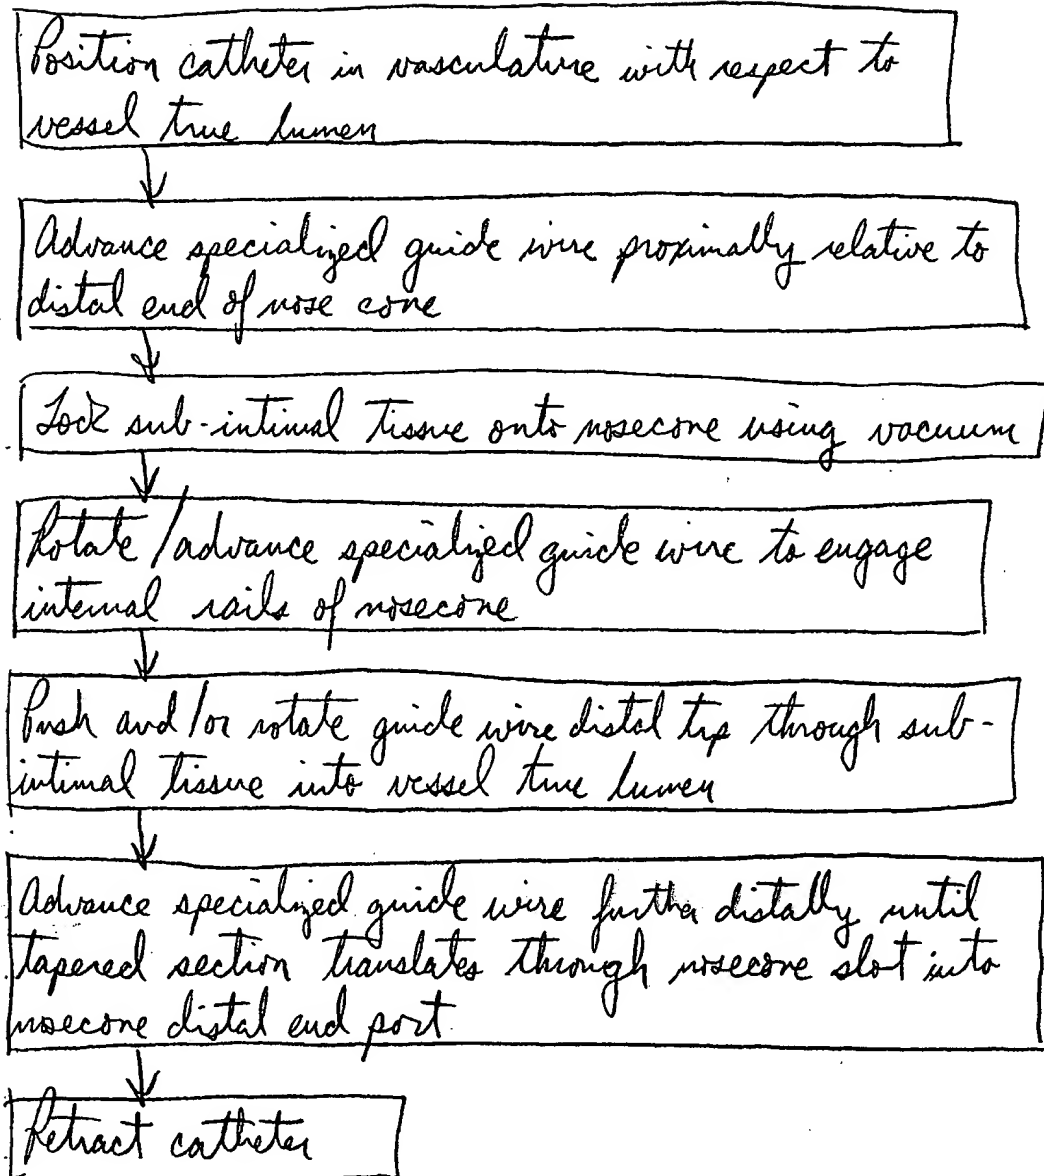 Position catheter in vasculature with respect to
vessel true lumen
Advance specialized guide wire proximally relative to
distal end of nose cone
Lock sub-intimal tissue onto nosecone using vacuum
Rotate/advance specialized guide wire to engage
internal rails of nosecone
Push and/or rotate guide wire distal tip through sub-
intimal tissue into vessel true lumen
Advance specialized guide wire further distally until
tapered section translates through nosecone slot into
nosecone distal end port
Retract catheter